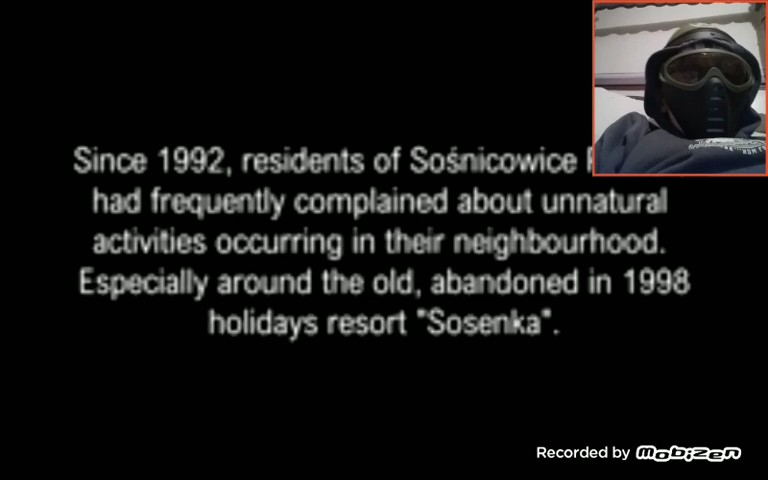 Since 1992, residents of Sośnicowice
had frequently complained about unnatural
activities occurring in their neighbourhood.
Especially around the old, abandoned in 1998
holidays resort "Sosenka".
Recorded by mobizen